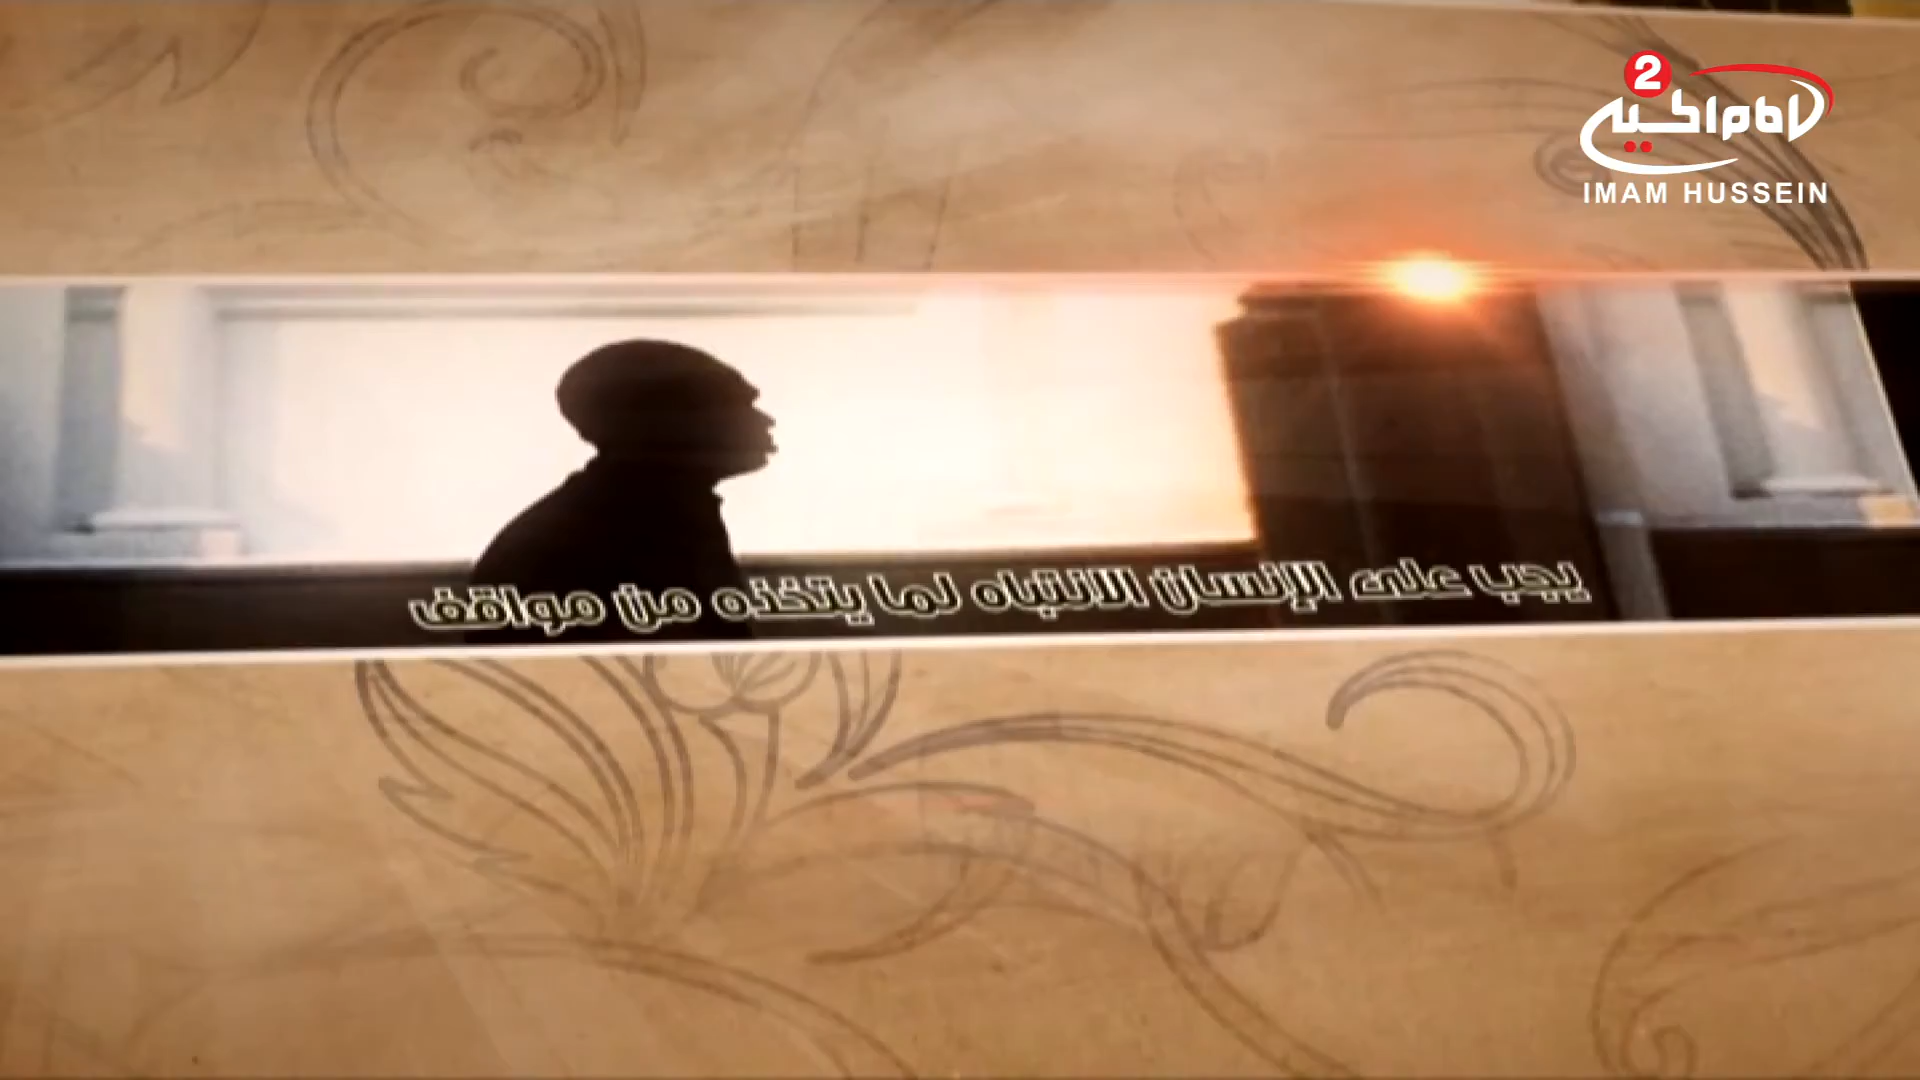 2
الإمام الحسين
IMAM HUSSEIN
يجب على الإنسان الانتباه لما يتخذه من مواقف